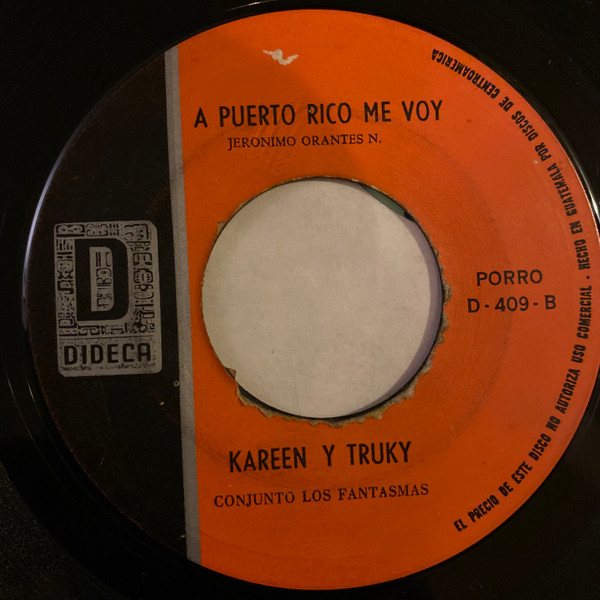 A PUERTO RICO ME VOY
JERONIMO ORANTES N.
D
DIDECA
PORRO
D-409-B
KAREEN Y TRUKY
CONJUNTO LOS FANTASMAS
EL PRECIO DE ESTE DISCO NO AUTORIZA USO COMERCIAL - HECHO EN GUATEMALA POR DISCOS DE CENTROAMERICA